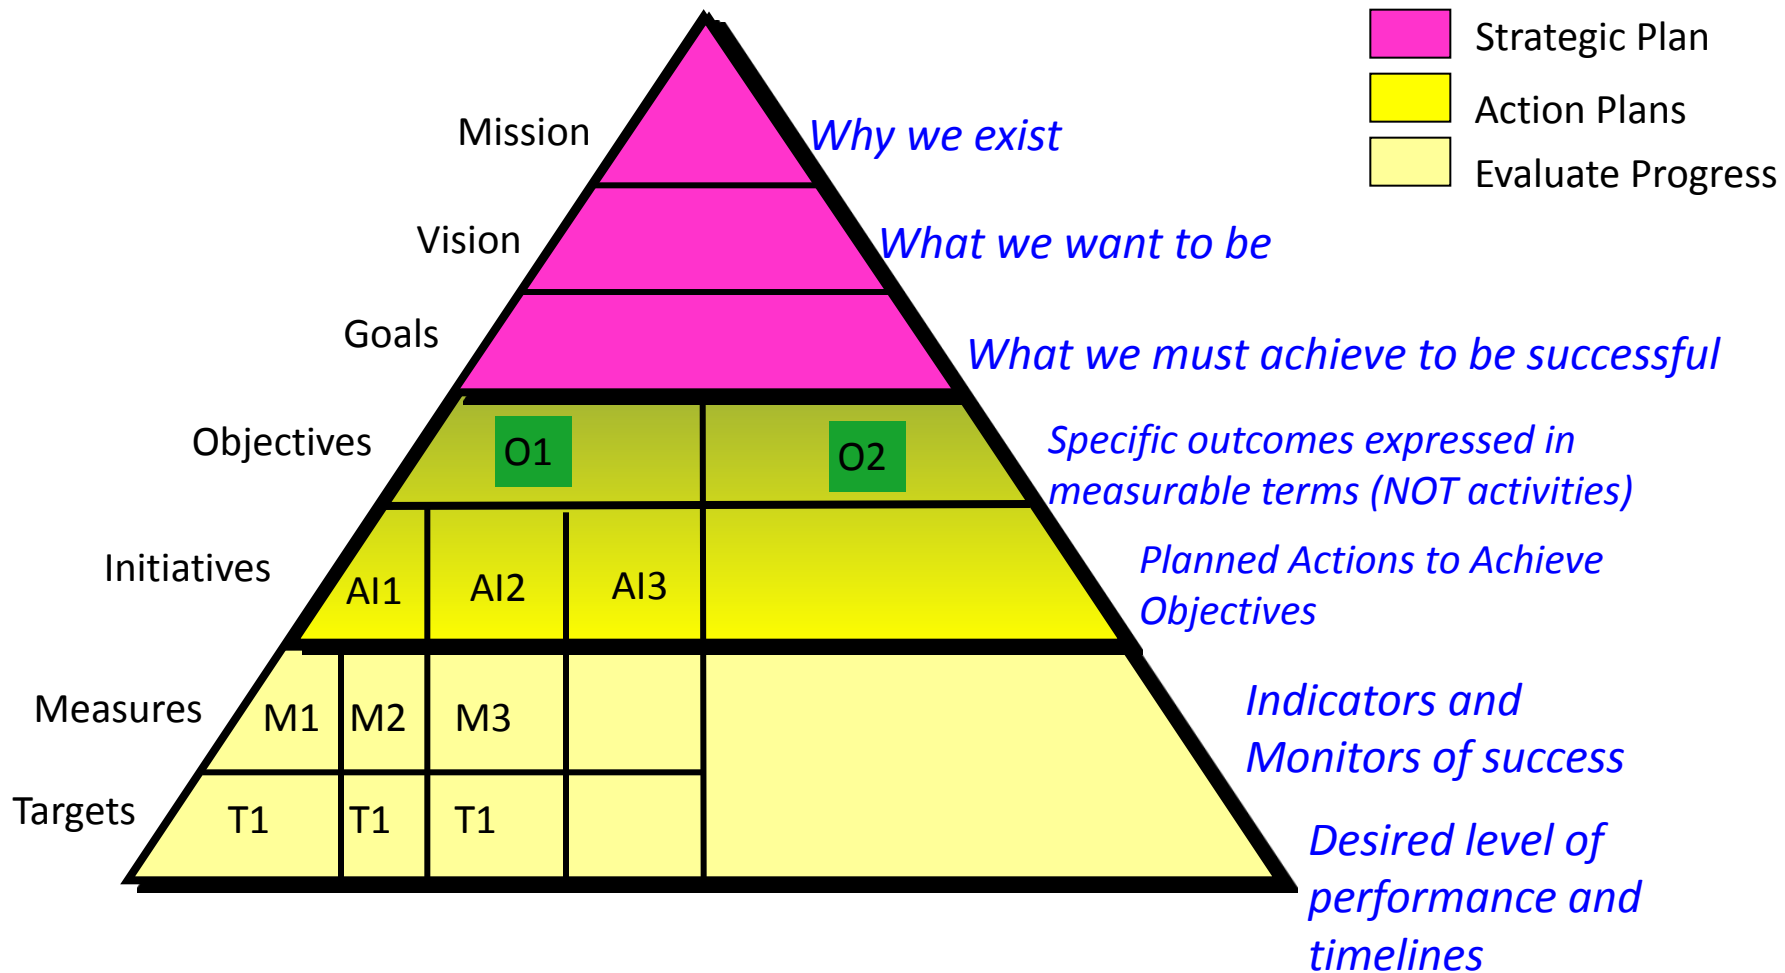 Strategic Plan
Action Plans
Evaluate Progress
Mission
Why we exist
Vision
What we want to be
Goals
What we must achieve to be successful
Objectives
O1
O2
Specific outcomes expressed in
measurable terms (NOT activities)
Initiatives
AI1
AI2
AI3
Planned Actions to Achieve
Objectives
Measures
M1
M2
M3
Indicators and
Monitors of success
Targets
T1
T1
T1
Desired level of
performance and
timelines